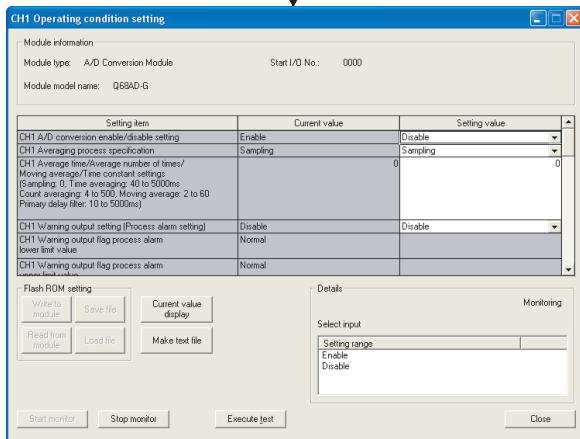 CH1 Operating condition setting
Module information
Module type: A/D Conversion Module Start I/O No.: 0000
Module model name: Q68AD-G
Setting item Current value Setting value
CH1 A/D conversion enable/disable setting Enable Disable
CH1 Averaging process specification Sampling Sampling
CH1 Average time/Average number of times/ 0 0
Moving average/Time constant settings
(Sampling: 0, Time averaging: 40 to 5000ms
Count averaging: 4 to 500, Moving average: 2 to 60
Primary delay filter: 10 to 5000ms)
CH1 Warning output setting (Process alarm setting) Disable Disable
CH1 Warning output flag process alarm Normal
lower limit value
CH1 Warning output flag process alarm Normal
upper limit value
Flash ROM setting
Write to
module
Save file
Current value
display
Read from
module
Load file
Make text file
Details
Monitoring
Select input
Setting range
Enable
Disable
Start monitor Stop monitor Execute test Close